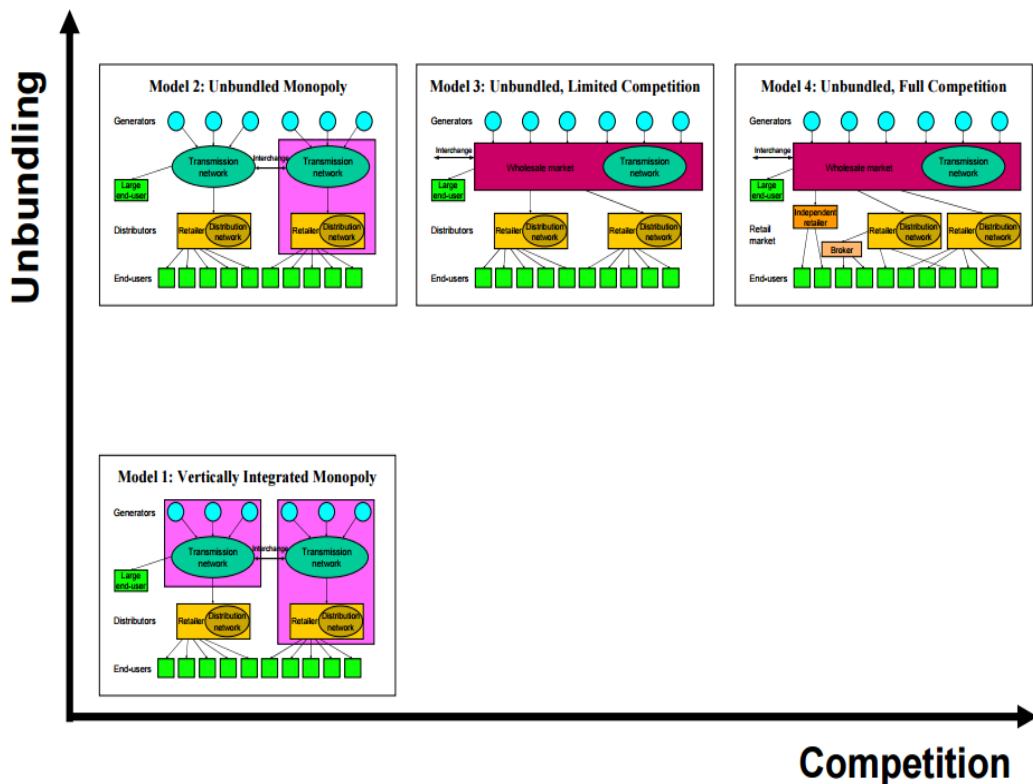 Unbundling
Model 2: Unbundled Monopoly
Generators
Transmission
network
Interchange
Transmission
network
Large
end-user
Distributors
Retailer
Distribution
network
Retailer
Distribution
network
End-users
Model 3: Unbundled, Limited Competition
Generators
Interchange
Wholesale market
Transmission
network
Large
end-user
Distributors
Retailer
Distribution
network
Retailer
Distribution
network
End-users
Model 4: Unbundled, Full Competition
Generators
Interchange
Wholesale market
Transmission
network
Large
end-user
Independent
retailer
Retail
market
Broker
Retailer
Distribution
network
Retailer
Distribution
network
End-users
Model 1: Vertically Integrated Monopoly
Generators
Transmission
network
Interchange
Transmission
network
Large
end-user
Distributors
Retailer
Distribution
network
Retailer
Distribution
network
End-users
Competition